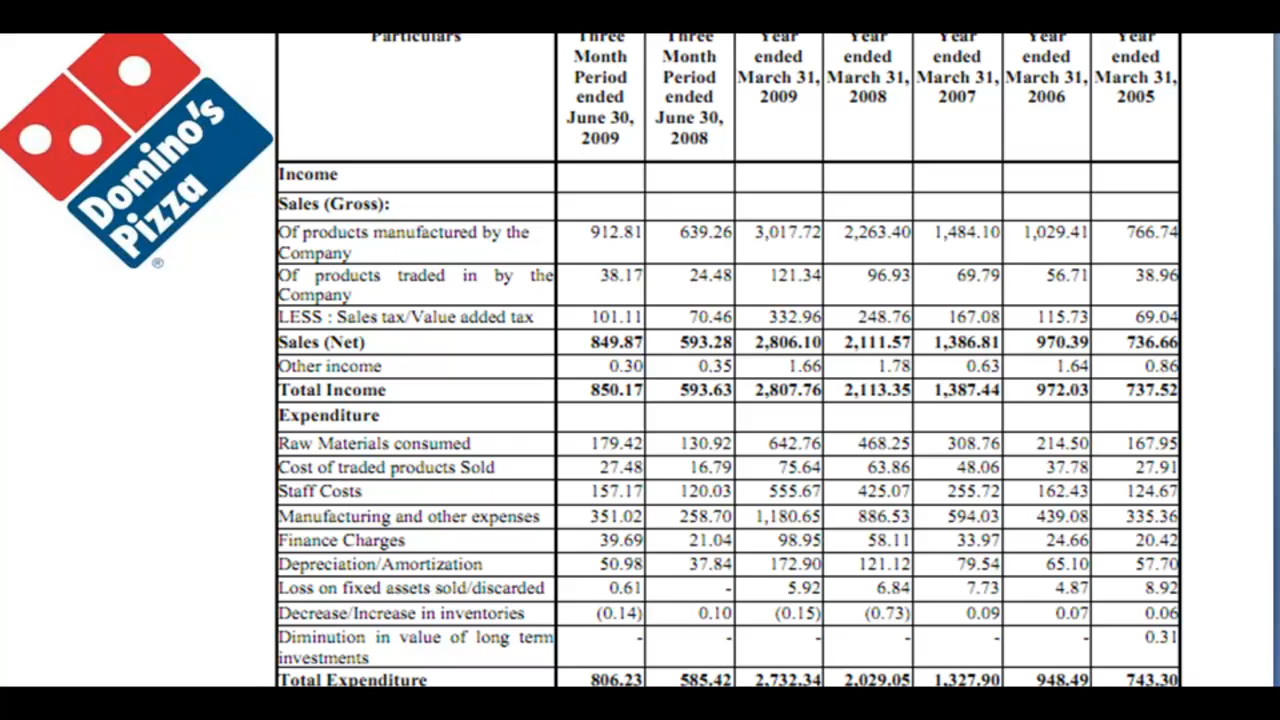 Domino's
Pizza
®
Particulars Three Three Year Year Year Year Year
Month Month ended ended ended ended ended
Period Period March 31, March 31, March 31, March 31, March 31,
ended ended 2009 2008 2007 2006 2005
June 30, June 30,
2009 2008
Income
Sales (Gross):
Of products manufactured by the 912.81 639.26 3,017.72 2,263.40 1,484.10 1,029.41 766.74
Company
Of products traded in by the 38.17 24.48 121.34 96.93 69.79 56.71 38.96
Company
LESS : Sales tax/Value added tax 101.11 70.46 332.96 248.76 167.08 115.73 69.04
Sales (Net) 849.87 593.28 2,806.10 2,111.57 1,386.81 970.39 736.66
Other income 0.30 0.35 1.66 1.78 0.63 1.64 0.86
Total Income 850.17 593.63 2,807.76 2,113.35 1,387.44 972.03 737.52
Expenditure
Raw Materials consumed 179.42 130.92 642.76 468.25 308.76 214.50 167.95
Cost of traded products Sold 27.48 16.79 75.64 63.86 48.06 37.78 27.91
Staff Costs 157.17 120.03 555.67 425.07 255.72 162.43 124.67
Manufacturing and other expenses 351.02 258.70 1,180.65 886.53 594.03 439.08 335.36
Finance Charges 39.69 21.04 98.95 58.11 33.97 24.66 20.42
Depreciation/Amortization 50.98 37.84 172.90 121.12 79.54 65.10 57.70
Loss on fixed assets sold/discarded 0.61 - 5.92 6.84 7.73 4.87 8.92
Decrease/Increase in inventories (0.14) 0.10 (0.15) (0.73) 0.09 0.07 0.06
Diminution in value of long term - - - - - - 0.31
investments
Total Expenditure 806.23 585.42 2,732.34 2,029.05 1,327.90 948.49 743.30